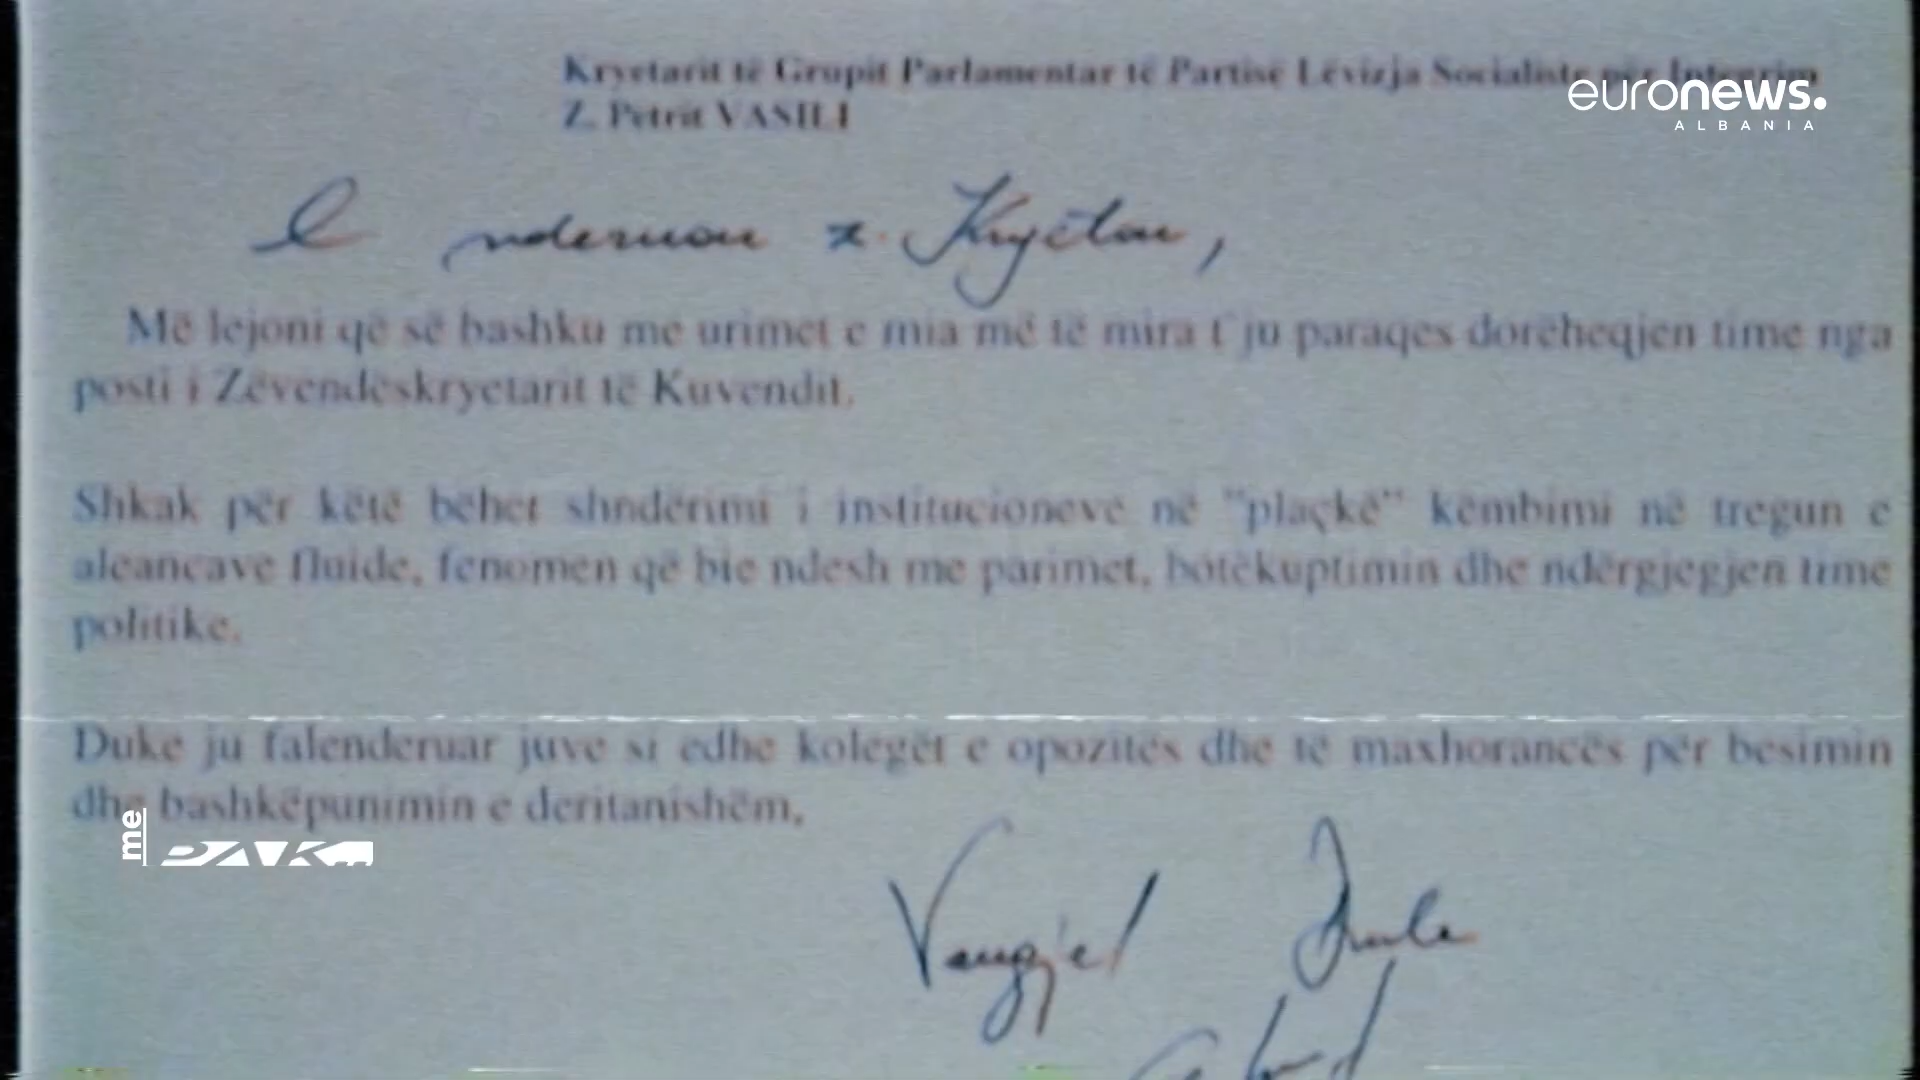 Kryetarit të Grupit Parlamentar të Partisë Lëvizja Socialiste për Integrim
Z. Petrit VASILI
euronews.
ALBANIA
I nderuar z. Kryetar,
Më lejoni që së bashku me urimet e mia më të mira t'ju paraqes dorëheqjen time nga
posti i Zëvendëskryetarit të Kuvendit.
Shkak për këtë bëhet shndërimi i institucioneve në "plaçkë" këmbimi në tregun e
aleancave fluide, fenomen që bie ndesh me parimet, botëkuptimin dhe ndërgjegjen time
politike.
Duke ju falenderuar juve si edhe kolegët e opozitës dhe të maxhorancës për besimin
dhe bashkëpunimin e deritanishëm,
me
Vangjel Dule